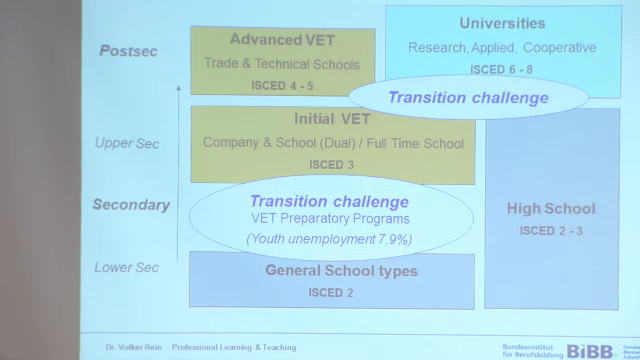 Universities
Research, Applied, Cooperative
ISCED 6 - 8
Advanced VET
Trade & Technical Schools
ISCED 4 - 5
Postsec
Transition challenge
Initial VET
Company & School (Dual) / Full Time School
ISCED 3
Upper Sec
Transition challenge
VET Preparatory Programs
(Youth unemployment 7,9%)
Secondary
High School
ISCED 2 - 3
Lower Sec
General School types
ISCED 2
Dr. Volker Rein - Professional Learning & Teaching
Bundesinstitut
für Berufsbildung
BiBB